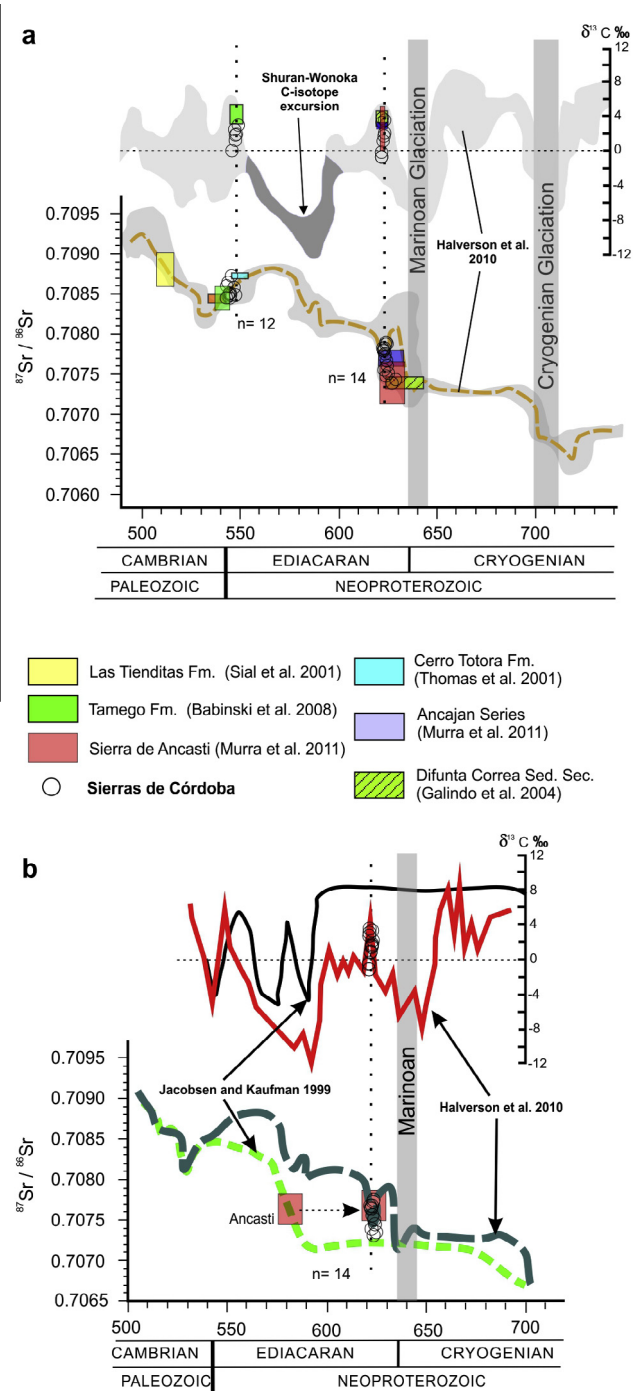 a
δ¹³ C ‰
12
8
4
0
-4
-8
-12
Shuran-Wonoka
C-isotope
excursion
Marinoan Glaciation
Cryogenian Glaciation
Halverson et al.
2010
⁸⁷Sr / ⁸⁶Sr
0.7095
0.7090
0.7085
0.7080
0.7075
0.7070
0.7065
0.7060
n= 12
n= 14
500 550 600 650 700
CAMBRIAN EDIACARAN CRYOGENIAN
PALEOZOIC NEOPROTEROZOIC
Las Tienditas Fm. (Sial et al. 2001)
Tamego Fm. (Babinski et al. 2008)
Sierra de Ancasti (Murra et al. 2011)
Sierras de Córdoba
Cerro Totora Fm.
(Thomas et al. 2001)
Ancajan Series
(Murra et al. 2011)
Difunta Correa Sed. Sec.
(Galindo et al. 2004)
b
δ¹³ C ‰
12
8
4
0
-4
-8
-12
Marinoan
Jacobsen and Kaufman 1999
Halverson et al. 2010
⁸⁷Sr / ⁸⁶Sr
0.7095
0.7090
0.7085
0.7080
0.7075
0.7070
0.7065
Ancasti
n= 14
500 550 600 650 700
CAMBRIAN EDIACARAN CRYOGENIAN
PALEOZOIC NEOPROTEROZOIC